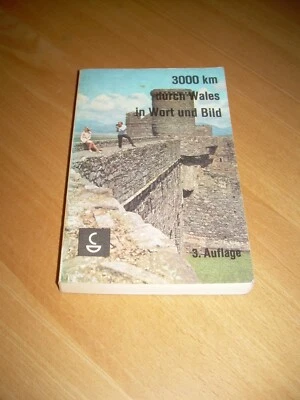 3000 km
durch Wales
in Wort und Bild
3. Auflage